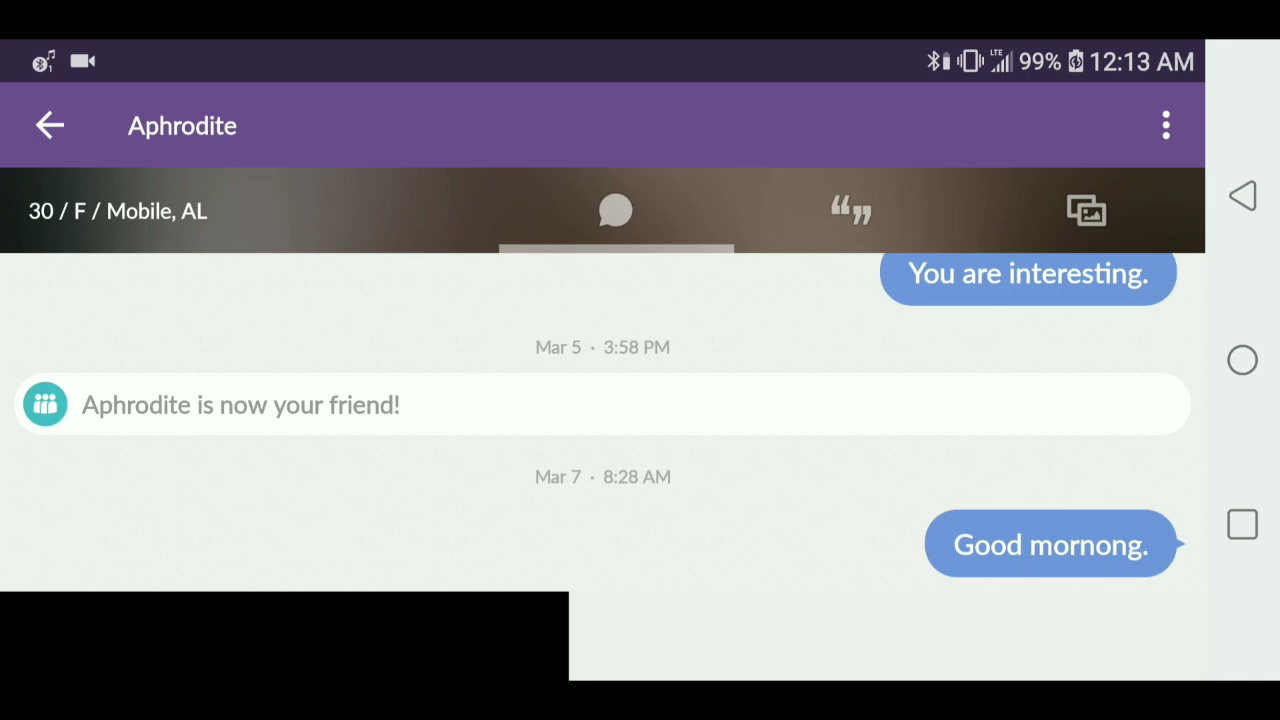 LTE 99% 12:13 AM
Aphrodite
30 / F / Mobile, AL
You are interesting.
Mar 5 · 3:58 PM
Aphrodite is now your friend!
Mar 7 · 8:28 AM
Good mornong.